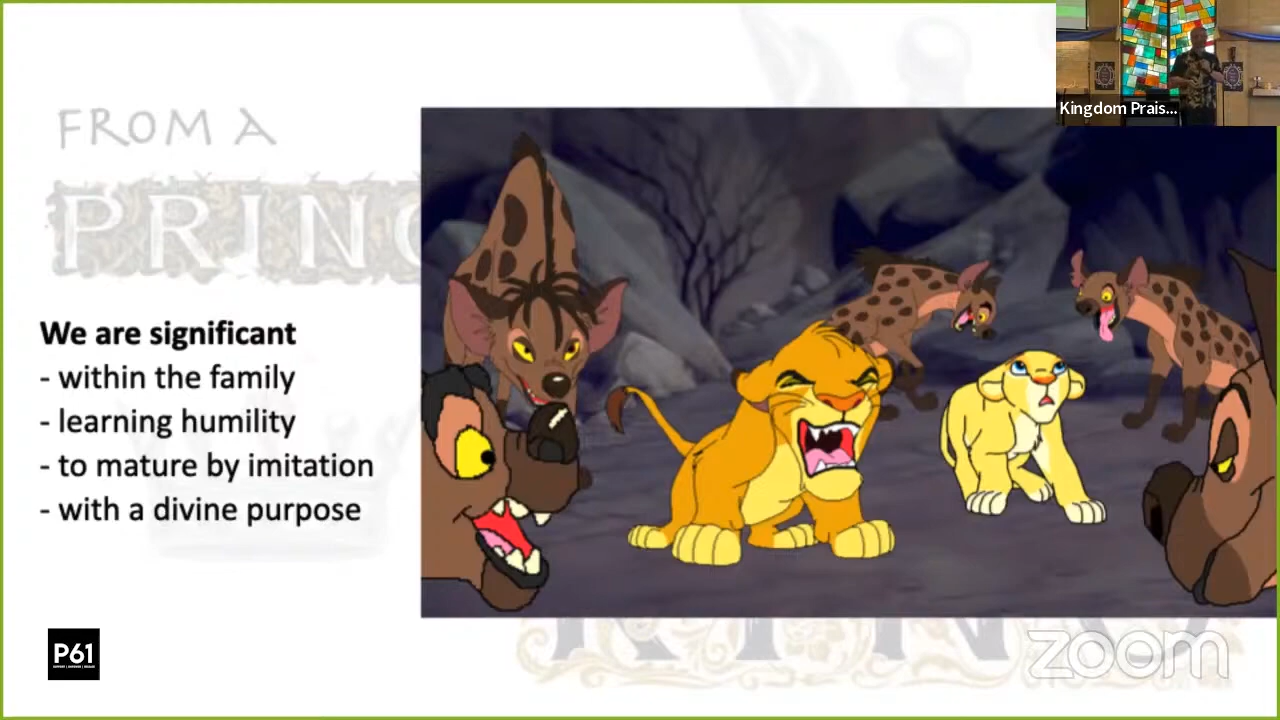 Kingdom Prais...
FROM A
PRINC
We are significant
- within the family
- learning humility
- to mature by imitation
- with a divine purpose
P61
zoom